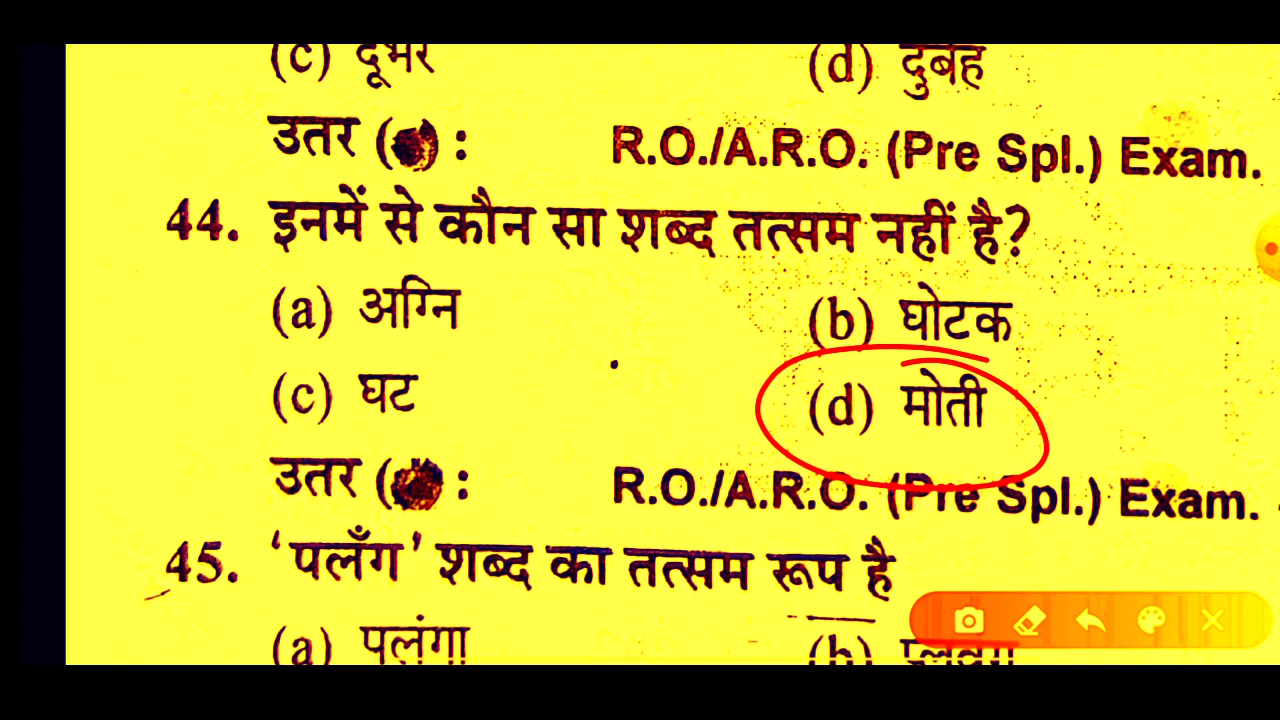 (c) दूभर (d) दुबह
उतर ( ) : R.O./A.R.O. (Pre Spl.) Exam.
44. इनमें से कौन सा शब्द तत्सम नहीं है?
(a) अग्नि (b) घोटक
(c) घट (d) मोती
उतर ( ) : R.O./A.R.O. (Pre Spl.) Exam.
45. ‘पलँग’ शब्द का तत्सम रूप है
(a) पलंगा (b)